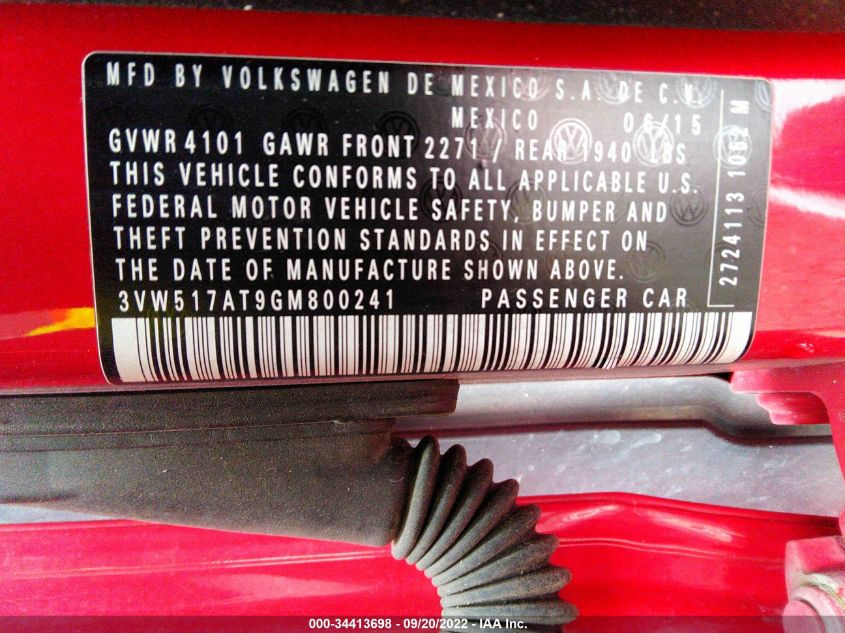 MFD BY VOLKSWAGEN DE MEXICO S.A. DE C.V.
MEXICO 06/15
GVWR 4101 GAWR FRONT 2271 / REAR 1940 LBS
THIS VEHICLE CONFORMS TO ALL APPLICABLE U.S.
FEDERAL MOTOR VEHICLE SAFETY, BUMPER AND
THEFT PREVENTION STANDARDS IN EFFECT ON
THE DATE OF MANUFACTURE SHOWN ABOVE.
3VW517AT9GM800241 PASSENGER CAR
2724113 1062 M
000-34413698 - 09/20/2022 - IAA Inc.